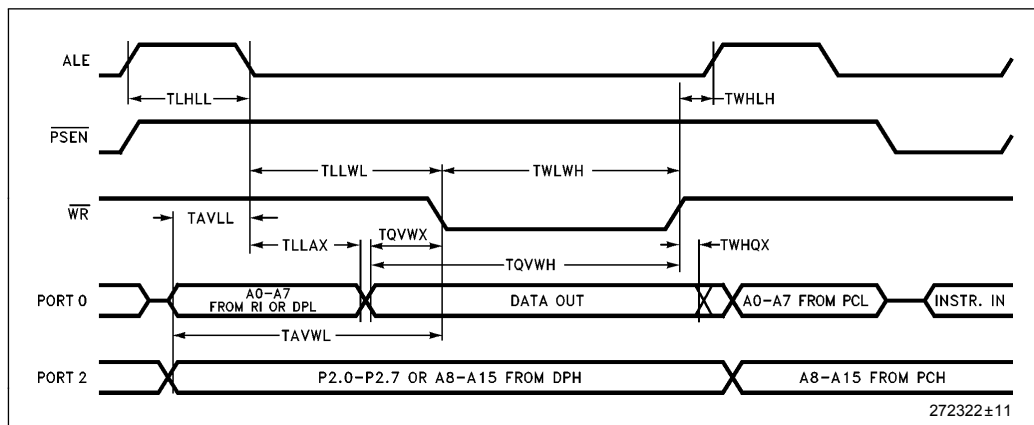 ALE
TLHLL
TWHLH
PSEN
TLLWL
TWLWH
WR
TAVLL
TLLAX
TQVWX
TWHQX
TQVWH
PORT 0
A0-A7
FROM RI OR DPL
DATA OUT
A0-A7 FROM PCL
INSTR. IN
TAVWL
PORT 2
P2.0-P2.7 OR A8-A15 FROM DPH
A8-A15 FROM PCH
272322±11